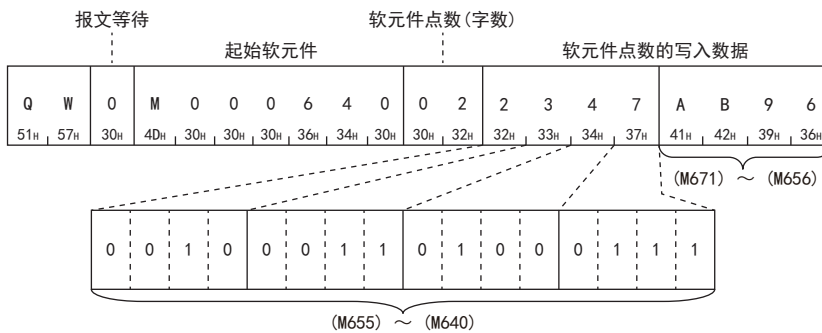 报文等待 软元件点数(字数)
起始软元件 软元件点数的写入数据
Q W 0 M 0 0 0 6 4 0 0 2 2 3 4 7 A B 9 6
51H 57H 30H 4DH 30H 30H 30H 36H 34H 30H 30H 32H 32H 33H 34H 37H 41H 42H 39H 36H
(M671) ～ (M656)
0 0 1 0 0 0 1 1 0 1 0 0 0 1 1 1
(M655) ～ (M640)